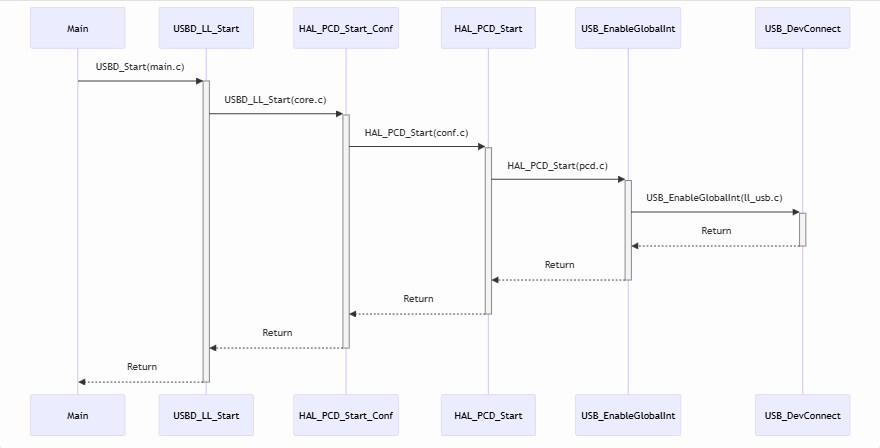 Main
USBD_LL_Start
HAL_PCD_Start_Conf
HAL_PCD_Start
USB_EnableGlobalInt
USB_DevConnect
USBD_Start(main.c)
USBD_LL_Start(core.c)
HAL_PCD_Start(conf.c)
HAL_PCD_Start(pcd.c)
USB_EnableGlobalInt(ll_usb.c)
Return
Return
Return
Return
Return
Main
USBD_LL_Start
HAL_PCD_Start_Conf
HAL_PCD_Start
USB_EnableGlobalInt
USB_DevConnect